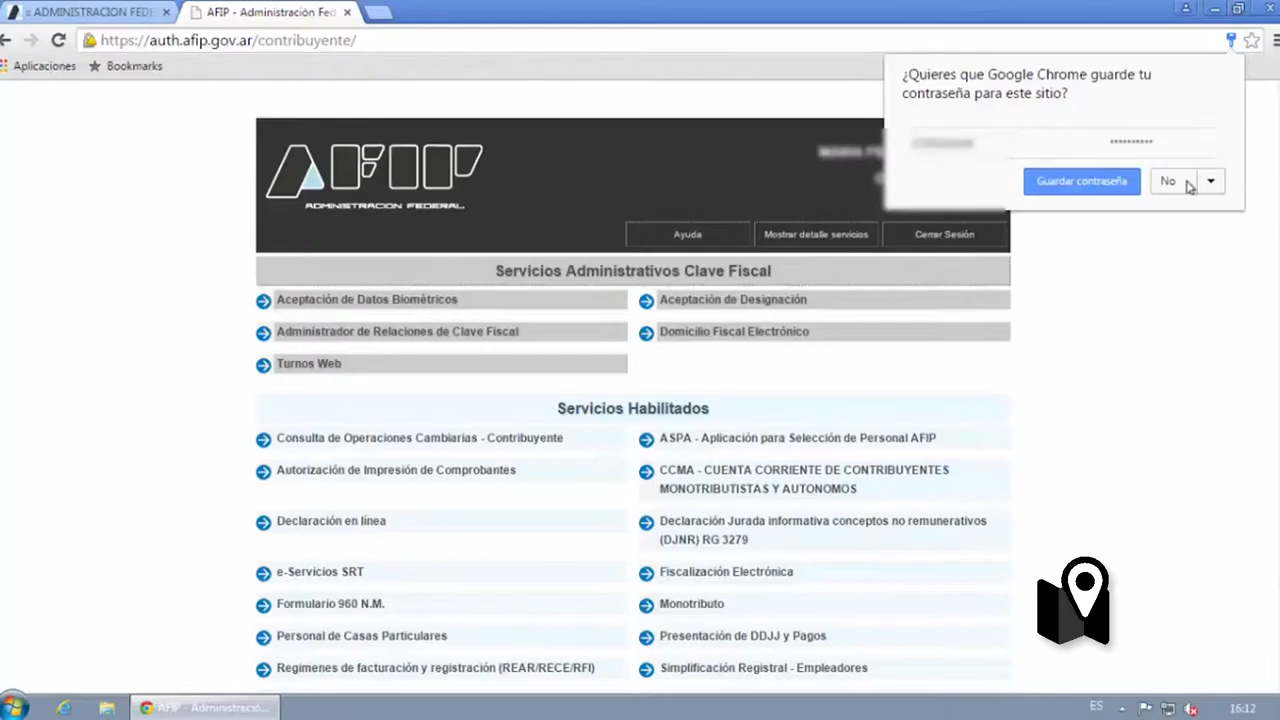 ADMINISTRACION FEDE
AFIP - Administración Fed
https://auth.afip.gov.ar/contribuyente/
Aplicaciones
Bookmarks
¿Quieres que Google Chrome guarde tu
contraseña para este sitio?
**********
Guardar contraseña
No
AFIP
ADMINISTRACION FEDERAL
Ayuda
Mostrar detalle servicios
Cerrar Sesión
Servicios Administrativos Clave Fiscal
Aceptación de Datos Biométricos
Aceptación de Designación
Administrador de Relaciones de Clave Fiscal
Domicilio Fiscal Electrónico
Turnos Web
Servicios Habilitados
Consulta de Operaciones Cambiarias - Contribuyente
ASPA - Aplicación para Selección de Personal AFIP
Autorización de Impresión de Comprobantes
CCMA - CUENTA CORRIENTE DE CONTRIBUYENTES
MONOTRIBUTISTAS Y AUTONOMOS
Declaración en línea
Declaración Jurada informativa conceptos no remunerativos
(DJNR) RG 3279
e-Servicios SRT
Fiscalización Electrónica
Formulario 960 N.M.
Monotributo
Personal de Casas Particulares
Presentación de DDJJ y Pagos
Regimenes de facturación y registración (REAR/RECE/RFI)
Simplificación Registral - Empleadores
AFIP - Administració...
ES
16:12